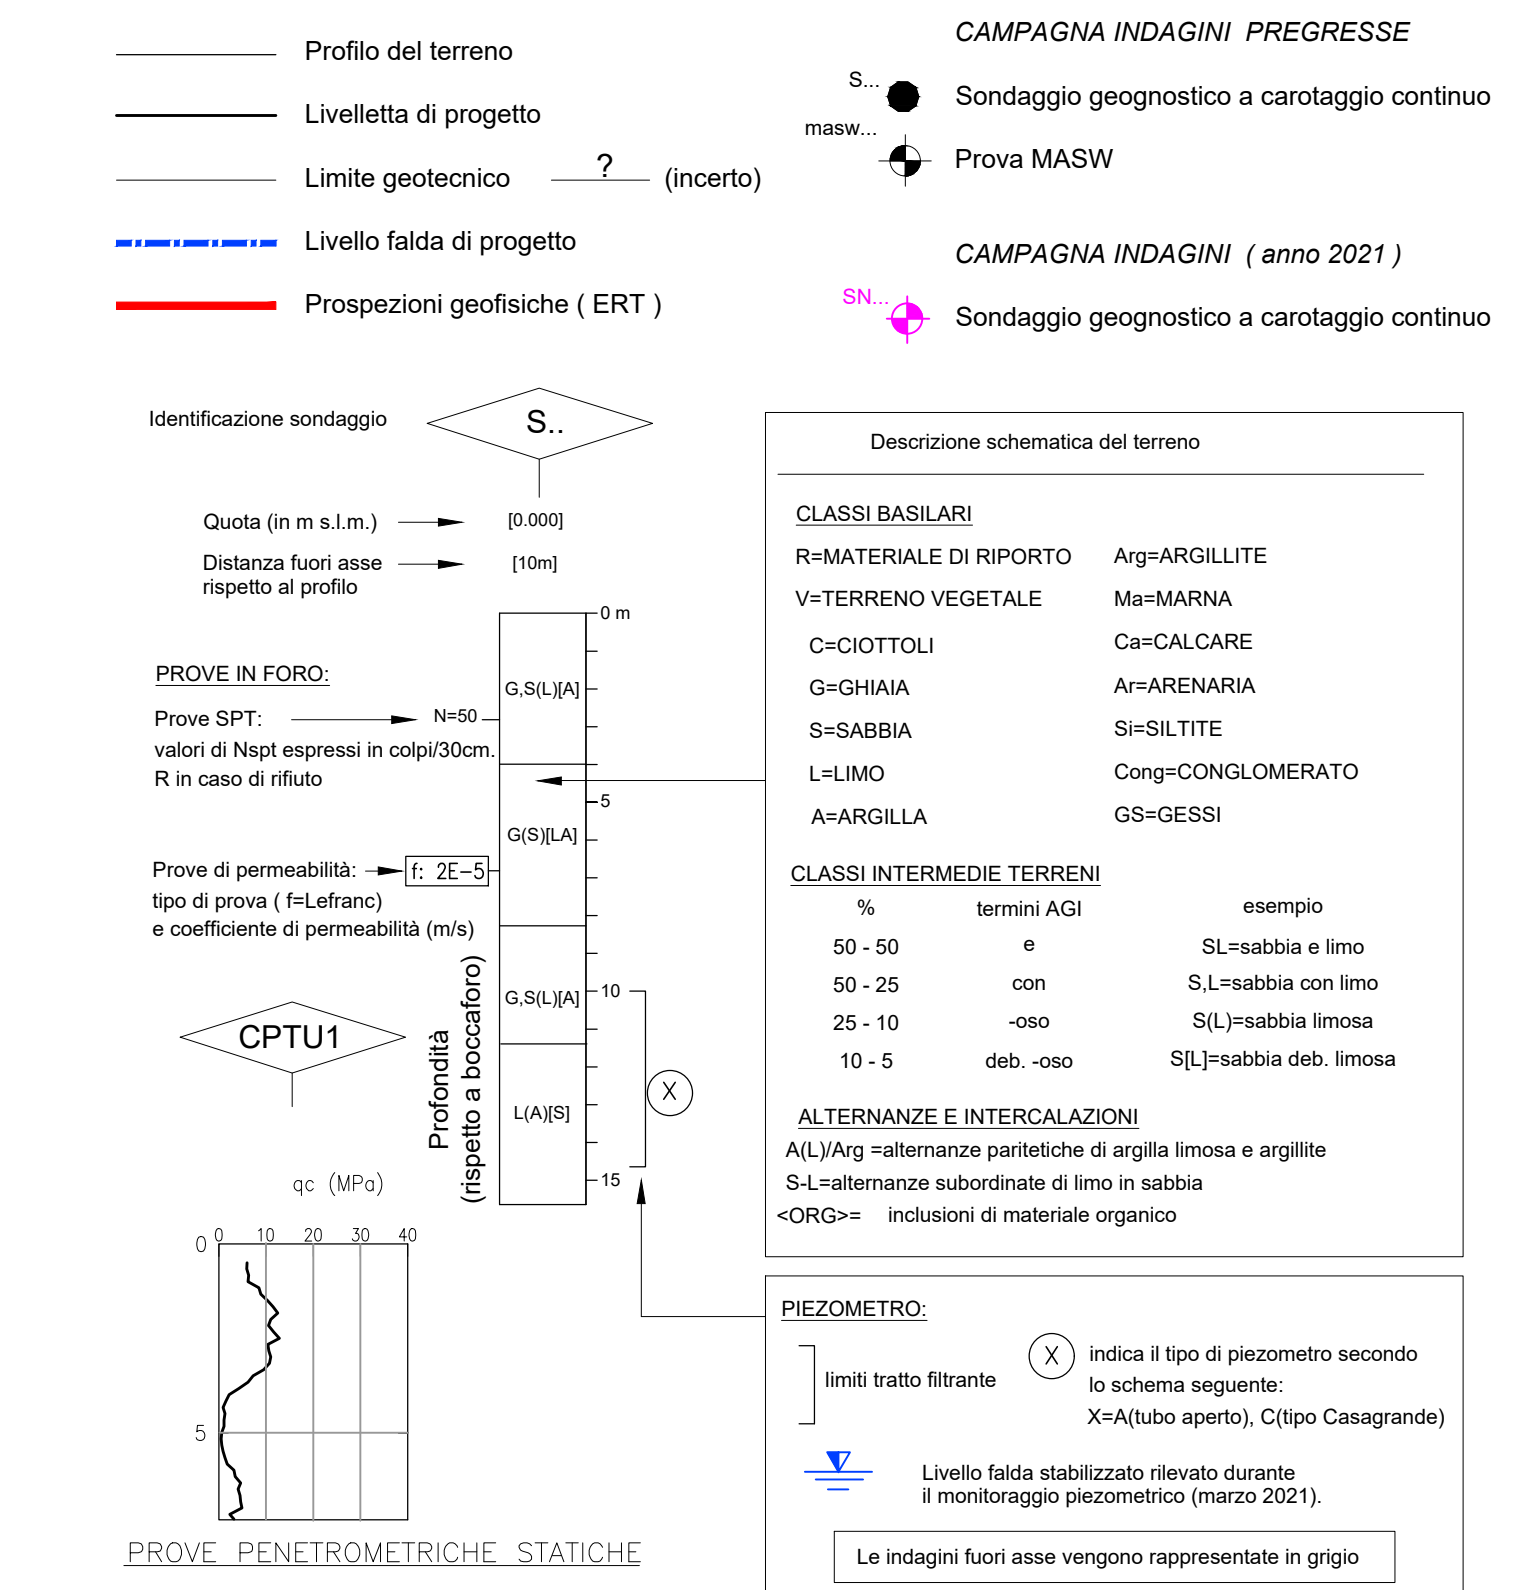 Profilo del terreno
Livelletta di progetto
Limite geotecnico ? (incerto)
Livello falda di progetto
Prospezioni geofisiche ( ERT )
CAMPAGNA INDAGINI PREGRESSE
S...
Sondaggio geognostico a carotaggio continuo
masw...
Prova MASW
CAMPAGNA INDAGINI ( anno 2021 )
SN...
Sondaggio geognostico a carotaggio continuo
Identificazione sondaggio
S..
Quota (in m s.l.m.)
[0.000]
Distanza fuori asse
rispetto al profilo
[10m]
0 m
5
10
15
G,S(L)[A]
G(S)[LA]
G,S(L)[A]
L(A)[S]
PROVE IN FORO:
Prove SPT:
N=50
valori di Nspt espressi in colpi/30cm.
R in caso di rifiuto
Prove di permeabilità:
f: 2E-5
tipo di prova ( f=Lefranc)
e coefficiente di permeabilità (m/s)
Profondità
(rispetto a boccaforo)
X
CPTU1
qc (MPa)
0 10 20 30 40
0
5
PROVE PENETROMETRICHE STATICHE
Descrizione schematica del terreno
CLASSI BASILARI
R=MATERIALE DI RIPORTO
Arg=ARGILLITE
V=TERRENO VEGETALE
Ma=MARNA
C=CIOTTOLI
Ca=CALCARE
G=GHIAIA
Ar=ARENARIA
S=SABBIA
Si=SILTITE
L=LIMO
Cong=CONGLOMERATO
A=ARGILLA
GS=GESSI
CLASSI INTERMEDIE TERRENI
% termini AGI esempio
50 - 50 e SL=sabbia e limo
50 - 25 con S,L=sabbia con limo
25 - 10 -oso S(L)=sabbia limosa
10 - 5 deb. -oso S[L]=sabbia deb. limosa
ALTERNANZE E INTERCALAZIONI
A(L)/Arg =alternanze paritetiche di argilla limosa e argillite
S-L=alternanze subordinate di limo in sabbia
<ORG>= inclusioni di materiale organico
PIEZOMETRO:
limiti tratto filtrante
X
indica il tipo di piezometro secondo
lo schema seguente:
X=A(tubo aperto), C(tipo Casagrande)
Livello falda stabilizzato rilevato durante
il monitoraggio piezometrico (marzo 2021).
Le indagini fuori asse vengono rappresentate in grigio